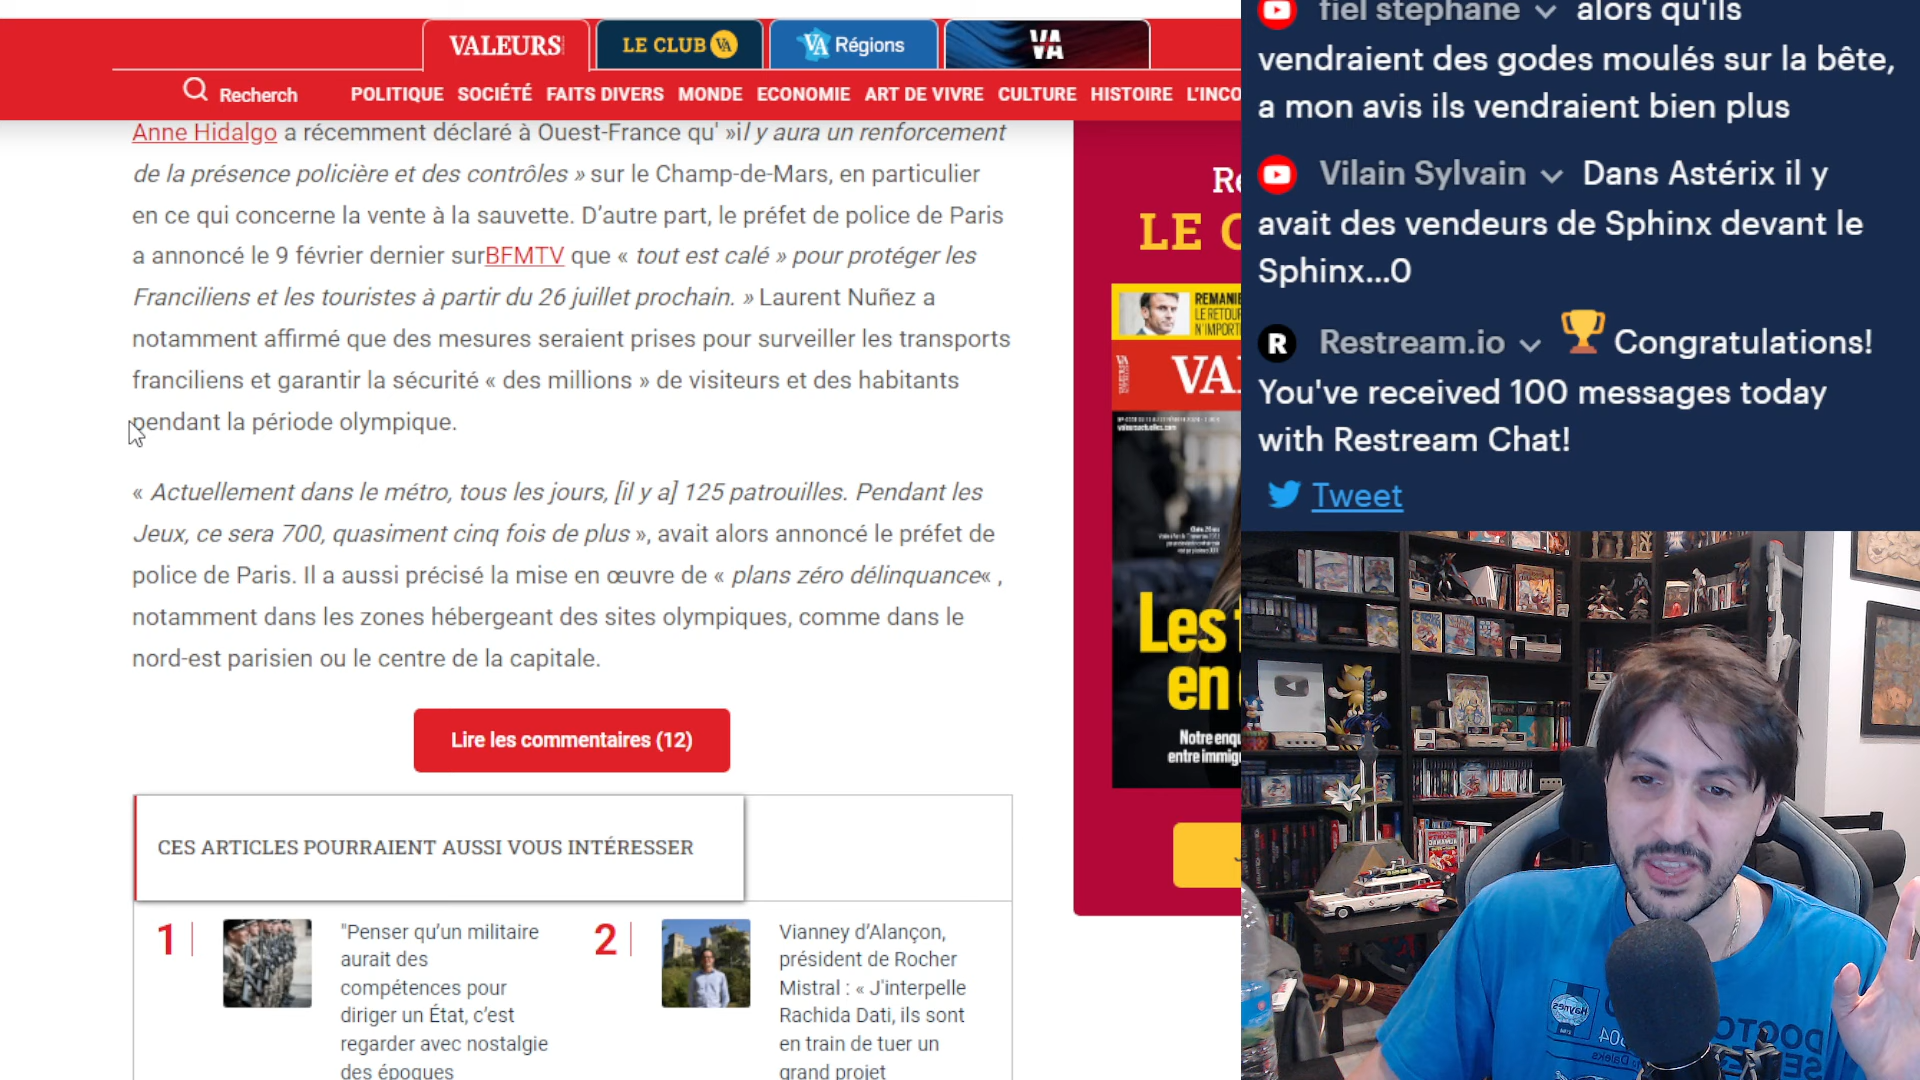 VALEURS
LE CLUB VA
VA Régions
VA
Recherch
POLITIQUE SOCIÉTÉ FAITS DIVERS MONDE ECONOMIE ART DE VIVRE CULTURE HISTOIRE L'INCO
Anne Hidalgo a récemment déclaré à Ouest-France qu' »il y aura un renforcement
de la présence policière et des contrôles » sur le Champ-de-Mars, en particulier
en ce qui concerne la vente à la sauvette. D'autre part, le préfet de police de Paris
a annoncé le 9 février dernier surBFMTV que « tout est calé » pour protéger les
Franciliens et les touristes à partir du 26 juillet prochain. » Laurent Nuñez a
notamment affirmé que des mesures seraient prises pour surveiller les transports
franciliens et garantir la sécurité « des millions » de visiteurs et des habitants
pendant la période olympique.
« Actuellement dans le métro, tous les jours, [il y a] 125 patrouilles. Pendant les
Jeux, ce sera 700, quasiment cinq fois de plus », avait alors annoncé le préfet de
police de Paris. Il a aussi précisé la mise en œuvre de « plans zéro délinquance« ,
notamment dans les zones hébergeant des sites olympiques, comme dans le
nord-est parisien ou le centre de la capitale.
Lire les commentaires (12)
CES ARTICLES POURRAIENT AUSSI VOUS INTÉRESSER
1
"Penser qu'un militaire
aurait des
compétences pour
diriger un État, c'est
regarder avec nostalgie
des époques
2
Vianney d'Alançon,
président de Rocher
Mistral : « J'interpelle
Rachida Dati, ils sont
en train de tuer un
grand projet
LE C
REMANIE
LE RETOUR
N'IMPORT
VA
Les
en
Notre enqu
entre immig
fiel stephane alors qu'ils
vendraient des godes moulés sur la bête,
a mon avis ils vendraient bien plus
Vilain Sylvain Dans Astérix il y
avait des vendeurs de Sphinx devant le
Sphinx...0
R Restream.io Congratulations!
You've received 100 messages today
with Restream Chat!
Tweet